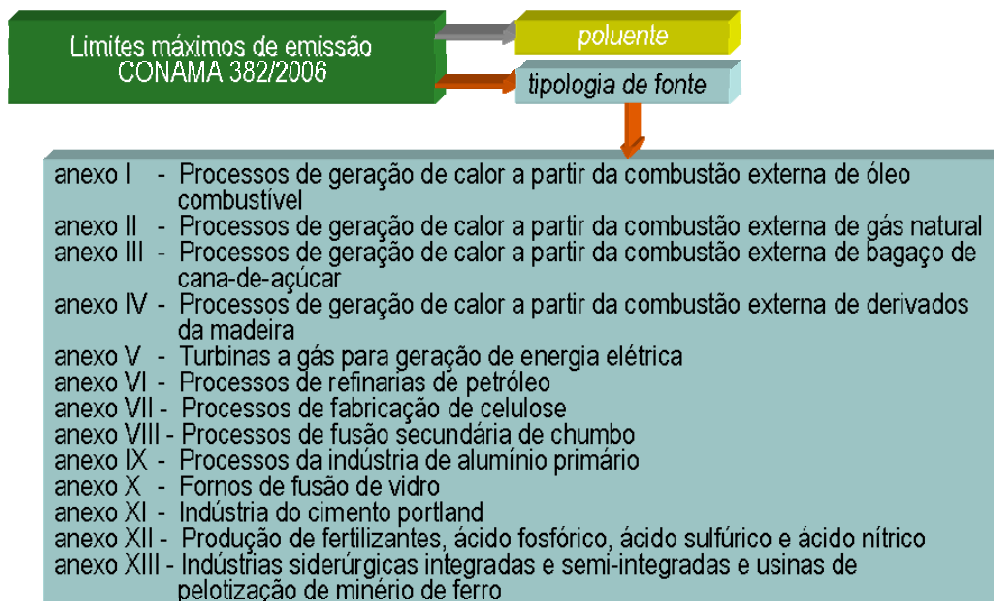 Limites máximos de emissão
CONAMA 382/2006
poluente
tipologia de fonte
anexo I - Processos de geração de calor a partir da combustão externa de óleo
combustível
anexo II - Processos de geração de calor a partir da combustão externa de gás natural
anexo III - Processos de geração de calor a partir da combustão externa de bagaço de
cana-de-açúcar
anexo IV - Processos de geração de calor a partir da combustão externa de derivados
da madeira
anexo V - Turbinas a gás para geração de energia elétrica
anexo VI - Processos de refinarias de petróleo
anexo VII - Processos de fabricação de celulose
anexo VIII - Processos de fusão secundária de chumbo
anexo IX - Processos da indústria de alumínio primário
anexo X - Fornos de fusão de vidro
anexo XI - Indústria do cimento portland
anexo XII - Produção de fertilizantes, ácido fosfórico, ácido sulfúrico e ácido nítrico
anexo XIII - Indústrias siderúrgicas integradas e semi-integradas e usinas de
pelotização de minério de ferro